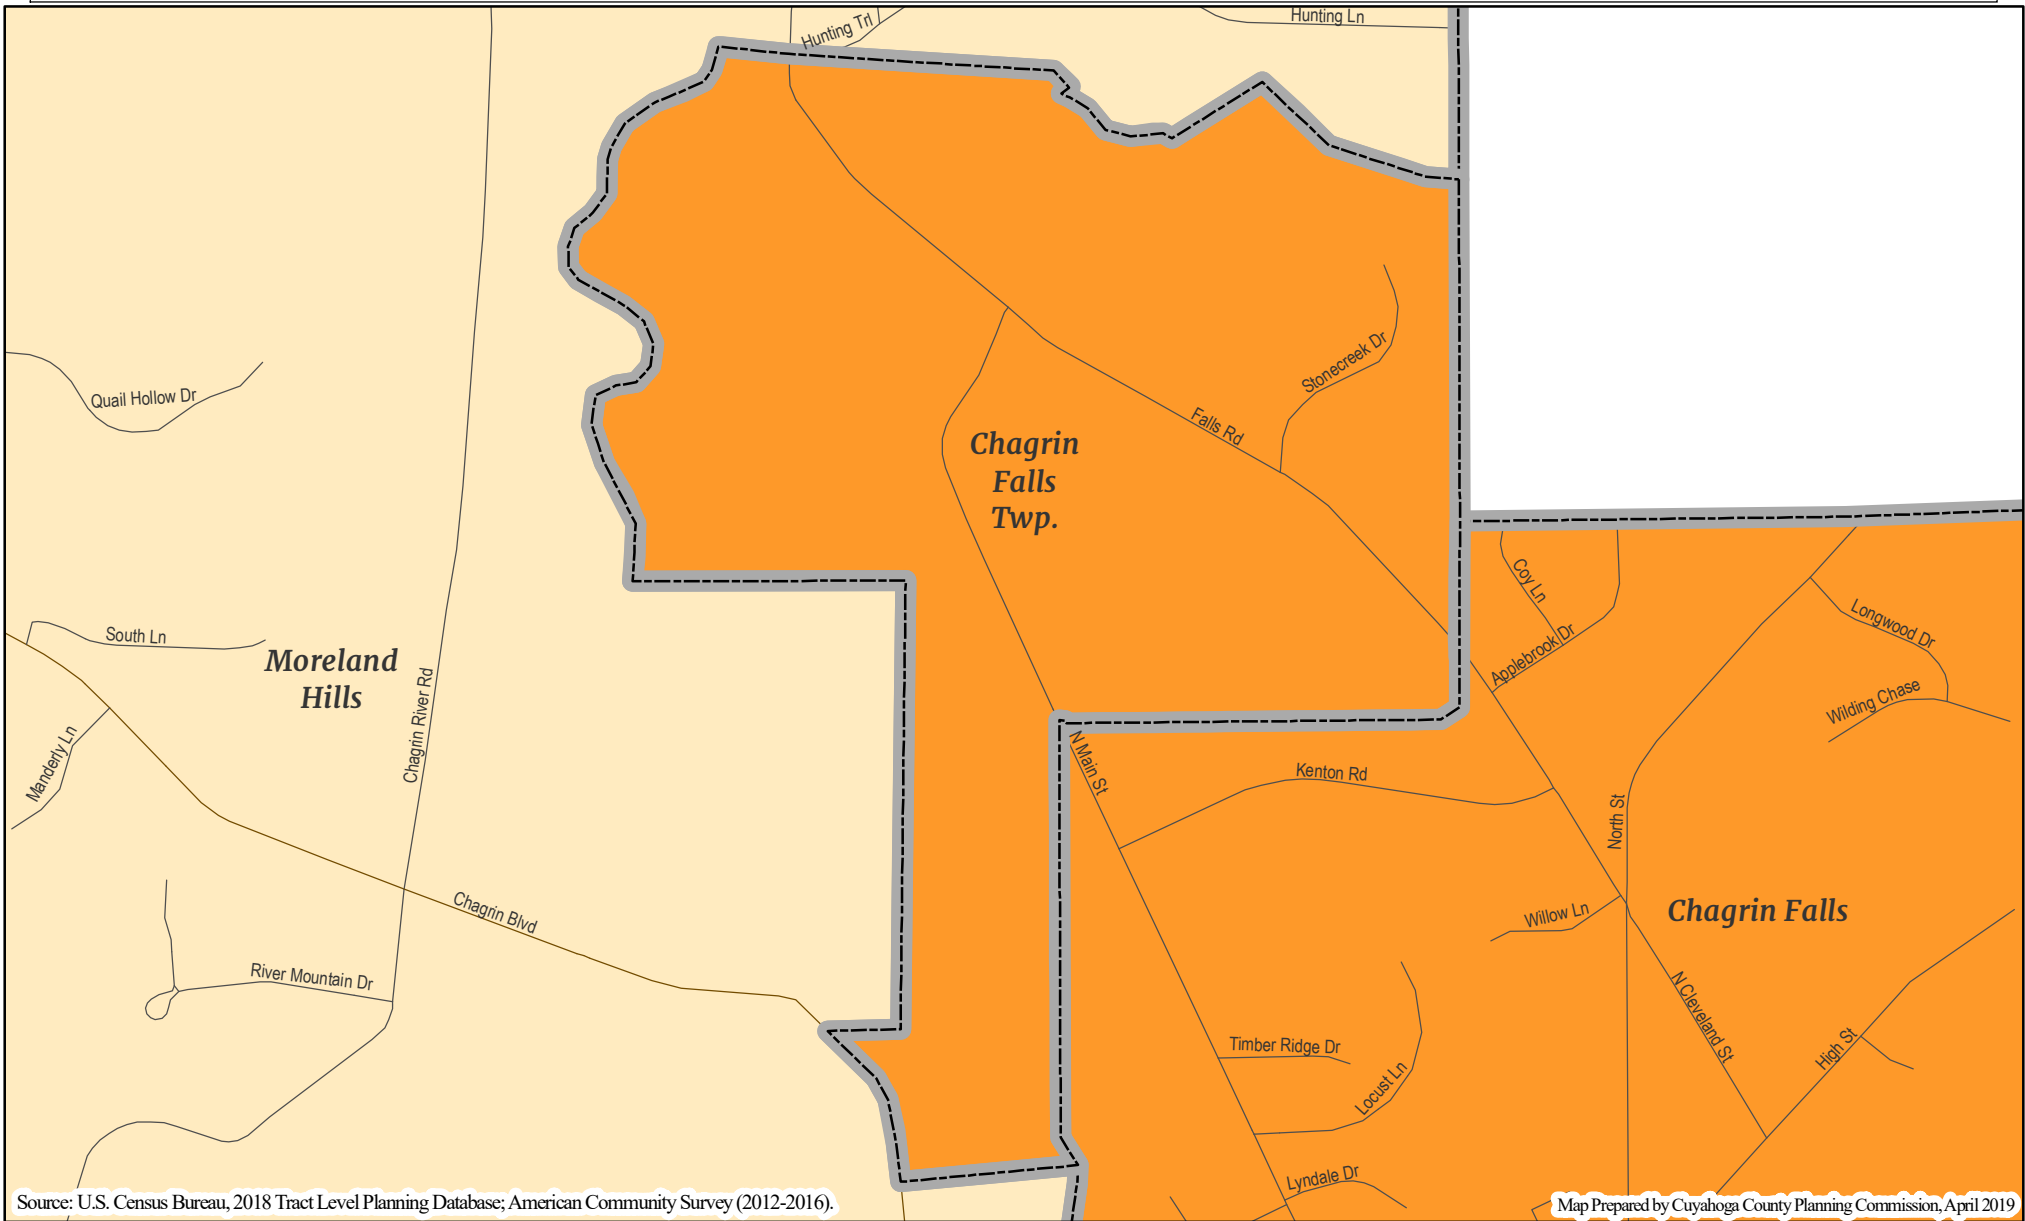 Hunting Trl
Hunting Ln
Quail Hollow Dr
Stonecreek Dr
Falls Rd
Chagrin
Falls
Twp.
Coy Ln
Longwood Dr
Applebrook Dr
Wilding Chase
South Ln
Moreland
Hills
Chagrin River Rd
Manderly Ln
N Main St
Kenton Rd
North St
Chagrin Blvd
Willow Ln
Chagrin Falls
River Mountain Dr
N Cleveland St
High St
Timber Ridge Dr
Locust Ln
Lyndale Dr
Source: U.S. Census Bureau, 2018 Tract Level Planning Database; American Community Survey (2012-2016).
Map Prepared by Cuyahoga County Planning Commission, April 2019